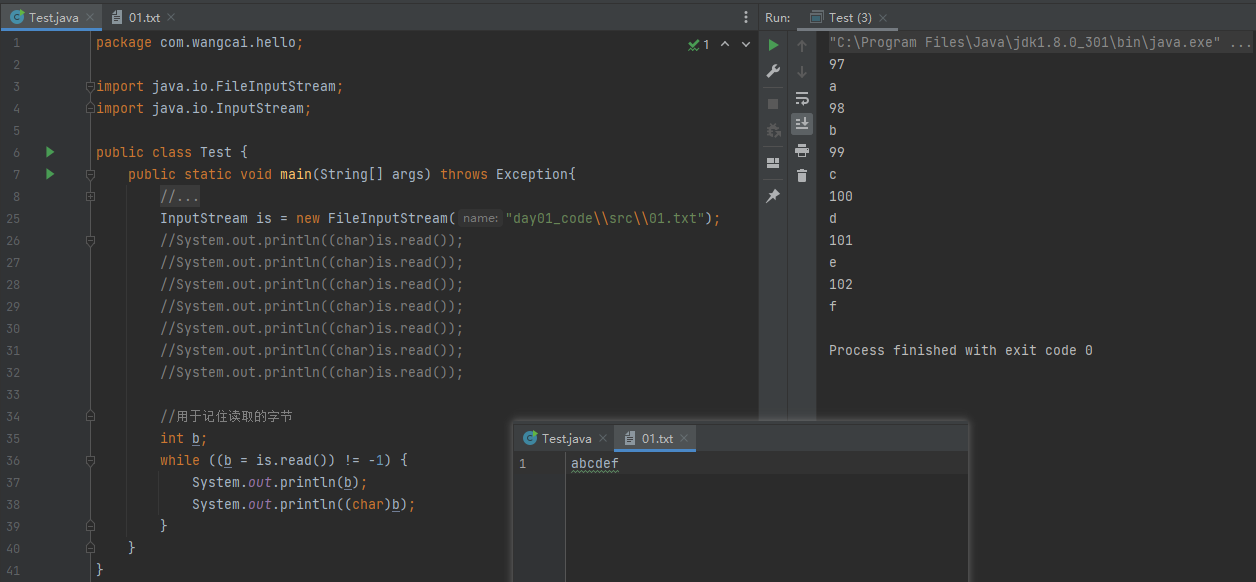 Test.java
01.txt
1 package com.wangcai.hello;
2
3 import java.io.FileInputStream;
4 import java.io.InputStream;
5
6 public class Test {
7 public static void main(String[] args) throws Exception{
8 //...
25 InputStream is = new FileInputStream( name: "day01_code\\src\\01.txt");
26 //System.out.println((char)is.read());
27 //System.out.println((char)is.read());
28 //System.out.println((char)is.read());
29 //System.out.println((char)is.read());
30 //System.out.println((char)is.read());
31 //System.out.println((char)is.read());
32 //System.out.println((char)is.read());
33
34 //用于记住读取的字节
35 int b;
36 while ((b = is.read()) != -1) {
37 System.out.println(b);
38 System.out.println((char)b);
39 }
40 }
41 }
1
Run: Test (3)
"C:\Program Files\Java\jdk1.8.0_301\bin\java.exe" ...
97
a
98
b
99
c
100
d
101
e
102
f
Process finished with exit code 0
Test.java
01.txt
1 abcdef